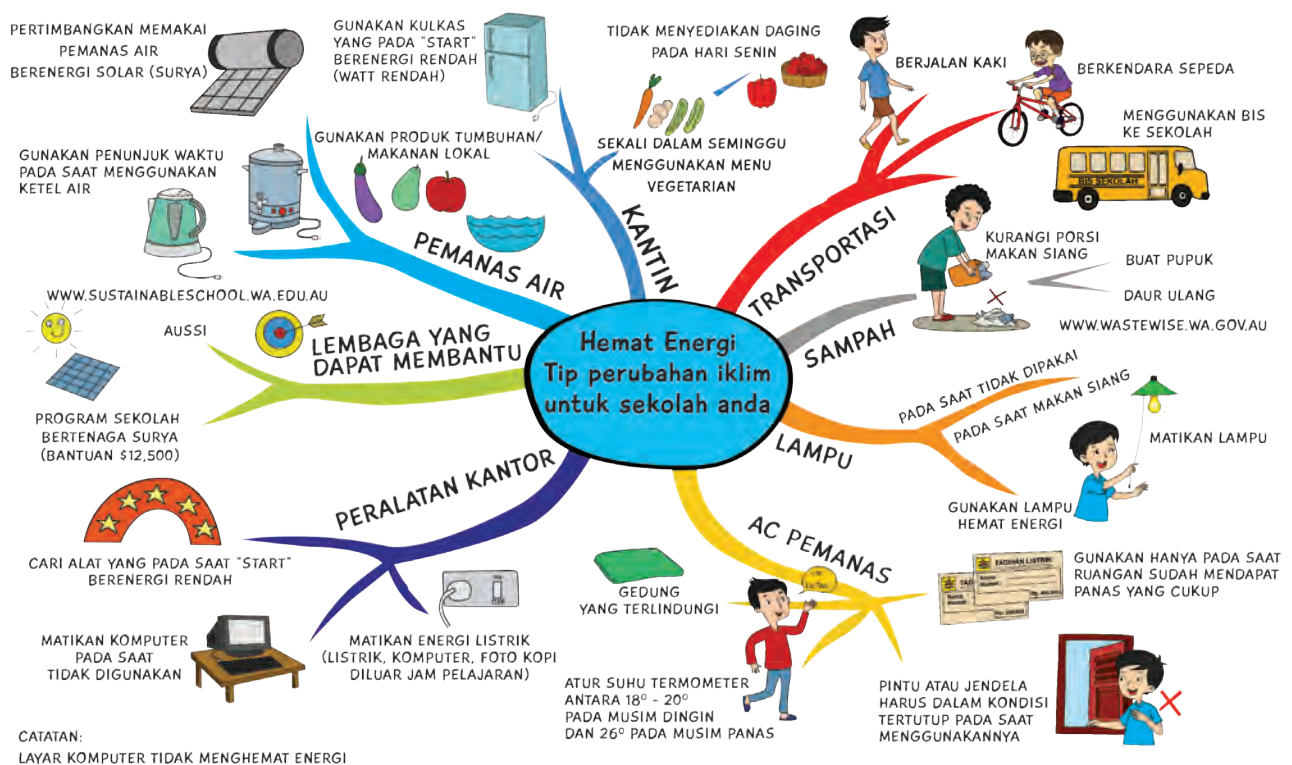 PERTIMBANGKAN MEMAKAI
PEMANAS AIR
BERENERGI SOLAR (SURYA)
GUNAKAN KULKAS
YANG PADA "START"
BERENERGI RENDAH
(WATT RENDAH)
TIDAK MENYEDIAKAN DAGING
PADA HARI SENIN
BERJALAN KAKI
BERKENDARA SEPEDA
MENGGUNAKAN BIS
KE SEKOLAH
BIS SEKOLAH
GUNAKAN PENUNJUK WAKTU
PADA SAAT MENGGUNAKAN
KETEL AIR
GUNAKAN PRODUK TUMBUHAN/
MAKANAN LOKAL
SEKALI DALAM SEMINGGU
MENGGUNAKAN MENU
VEGETARIAN
PEMANAS AIR
KANTIN
TRANSPORTASI
KURANGI PORSI
MAKAN SIANG
BUAT PUPUK
DAUR ULANG
WWW.WASTEWISE.WA.GOV.AU
SAMPAH
WWW.SUSTAINABLESCHOOL.WA.EDU.AU
AUSSI
LEMBAGA YANG
DAPAT MEMBANTU
PROGRAM SEKOLAH
BERTENAGA SURYA
(BANTUAN $12,500)
Hemat Energi
Tip perubahan iklim
untuk sekolah anda
PADA SAAT TIDAK DIPAKAI
PADA SAAT MAKAN SIANG
MATIKAN LAMPU
LAMPU
GUNAKAN LAMPU
HEMAT ENERGI
PERALATAN KANTOR
CARI ALAT YANG PADA SAAT "START"
BERENERGI RENDAH
MATIKAN KOMPUTER
PADA SAAT
TIDAK DIGUNAKAN
MATIKAN ENERGI LISTRIK
(LISTRIK, KOMPUTER, FOTO KOPI
DILUAR JAM PELAJARAN)
AC PEMANAS
GEDUNG
YANG TERLINDUNGI
TAGIHAN LISTRIK
GUNAKAN HANYA PADA SAAT
RUANGAN SUDAH MENDAPAT
PANAS YANG CUKUP
ATUR SUHU TERMOMETER
ANTARA 18° - 20°
PADA MUSIM DINGIN
DAN 26° PADA MUSIM PANAS
PINTU ATAU JENDELA
HARUS DALAM KONDISI
TERTUTUP PADA SAAT
MENGGUNAKANNYA
CATATAN:
LAYAR KOMPUTER TIDAK MENGHEMAT ENERGI